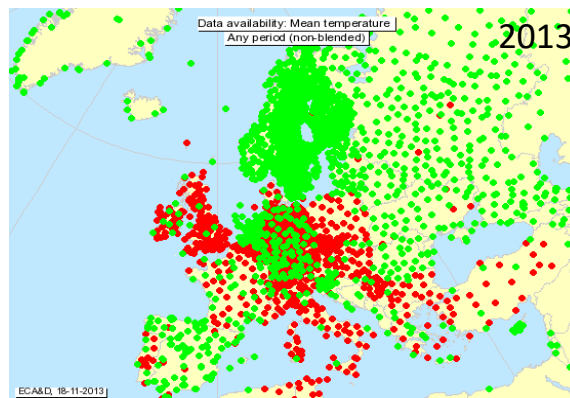 Data availability: Mean temperature
Any period (non-blended)
2013
ECA&D, 18-11-2013